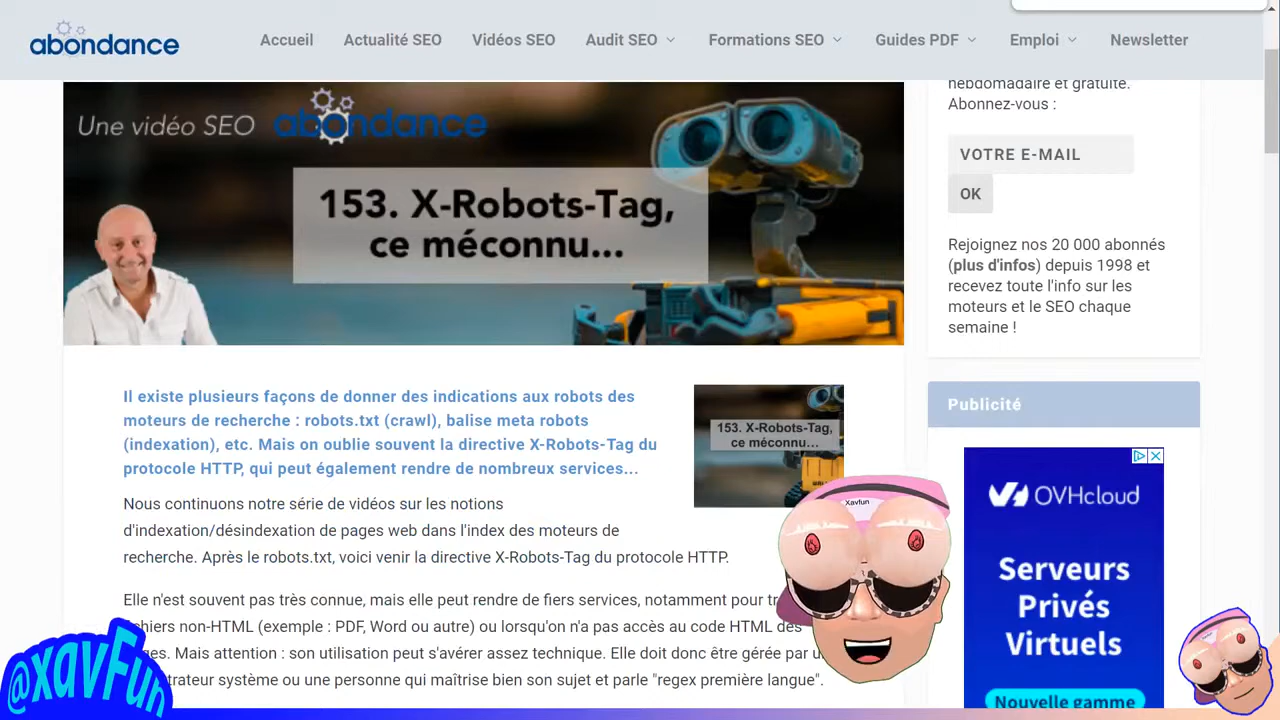 abondance
Accueil
Actualité SEO
Vidéos SEO
Audit SEO
Formations SEO
Guides PDF
Emploi
Newsletter
Une vidéo SEO abondance
153. X-Robots-Tag,
ce méconnu...
Il existe plusieurs façons de donner des indications aux robots des
moteurs de recherche : robots.txt (crawl), balise meta robots
(indexation), etc. Mais on oublie souvent la directive X-Robots-Tag du
protocole HTTP, qui peut également rendre de nombreux services...
153. X-Robots-Tag,
ce méconnu...
Nous continuons notre série de vidéos sur les notions
d'indexation/désindexation de pages web dans l'index des moteurs de
recherche. Après le robots.txt, voici venir la directive X-Robots-Tag du protocole HTTP.
Elle n'est souvent pas très connue, mais elle peut rendre de fiers services, notamment pour
fichiers non-HTML (exemple : PDF, Word ou autre) ou lorsqu'on n'a pas accès au code HTML des
Mais attention : son utilisation peut s'avérer assez technique. Elle doit donc être gérée par
ou une personne qui maîtrise bien son sujet et parle "regex première langue".
hebdomadaire et gratuite.
Abonnez-vous :
VOTRE E-MAIL
OK
Rejoignez nos 20 000 abonnés
(plus d'infos) depuis 1998 et
recevez toute l'info sur les
moteurs et le SEO chaque
semaine !
Publicité
OVHcloud
Serveurs
Privés
Virtuels
Nouvelle gamme
Xavfun
@xavFun